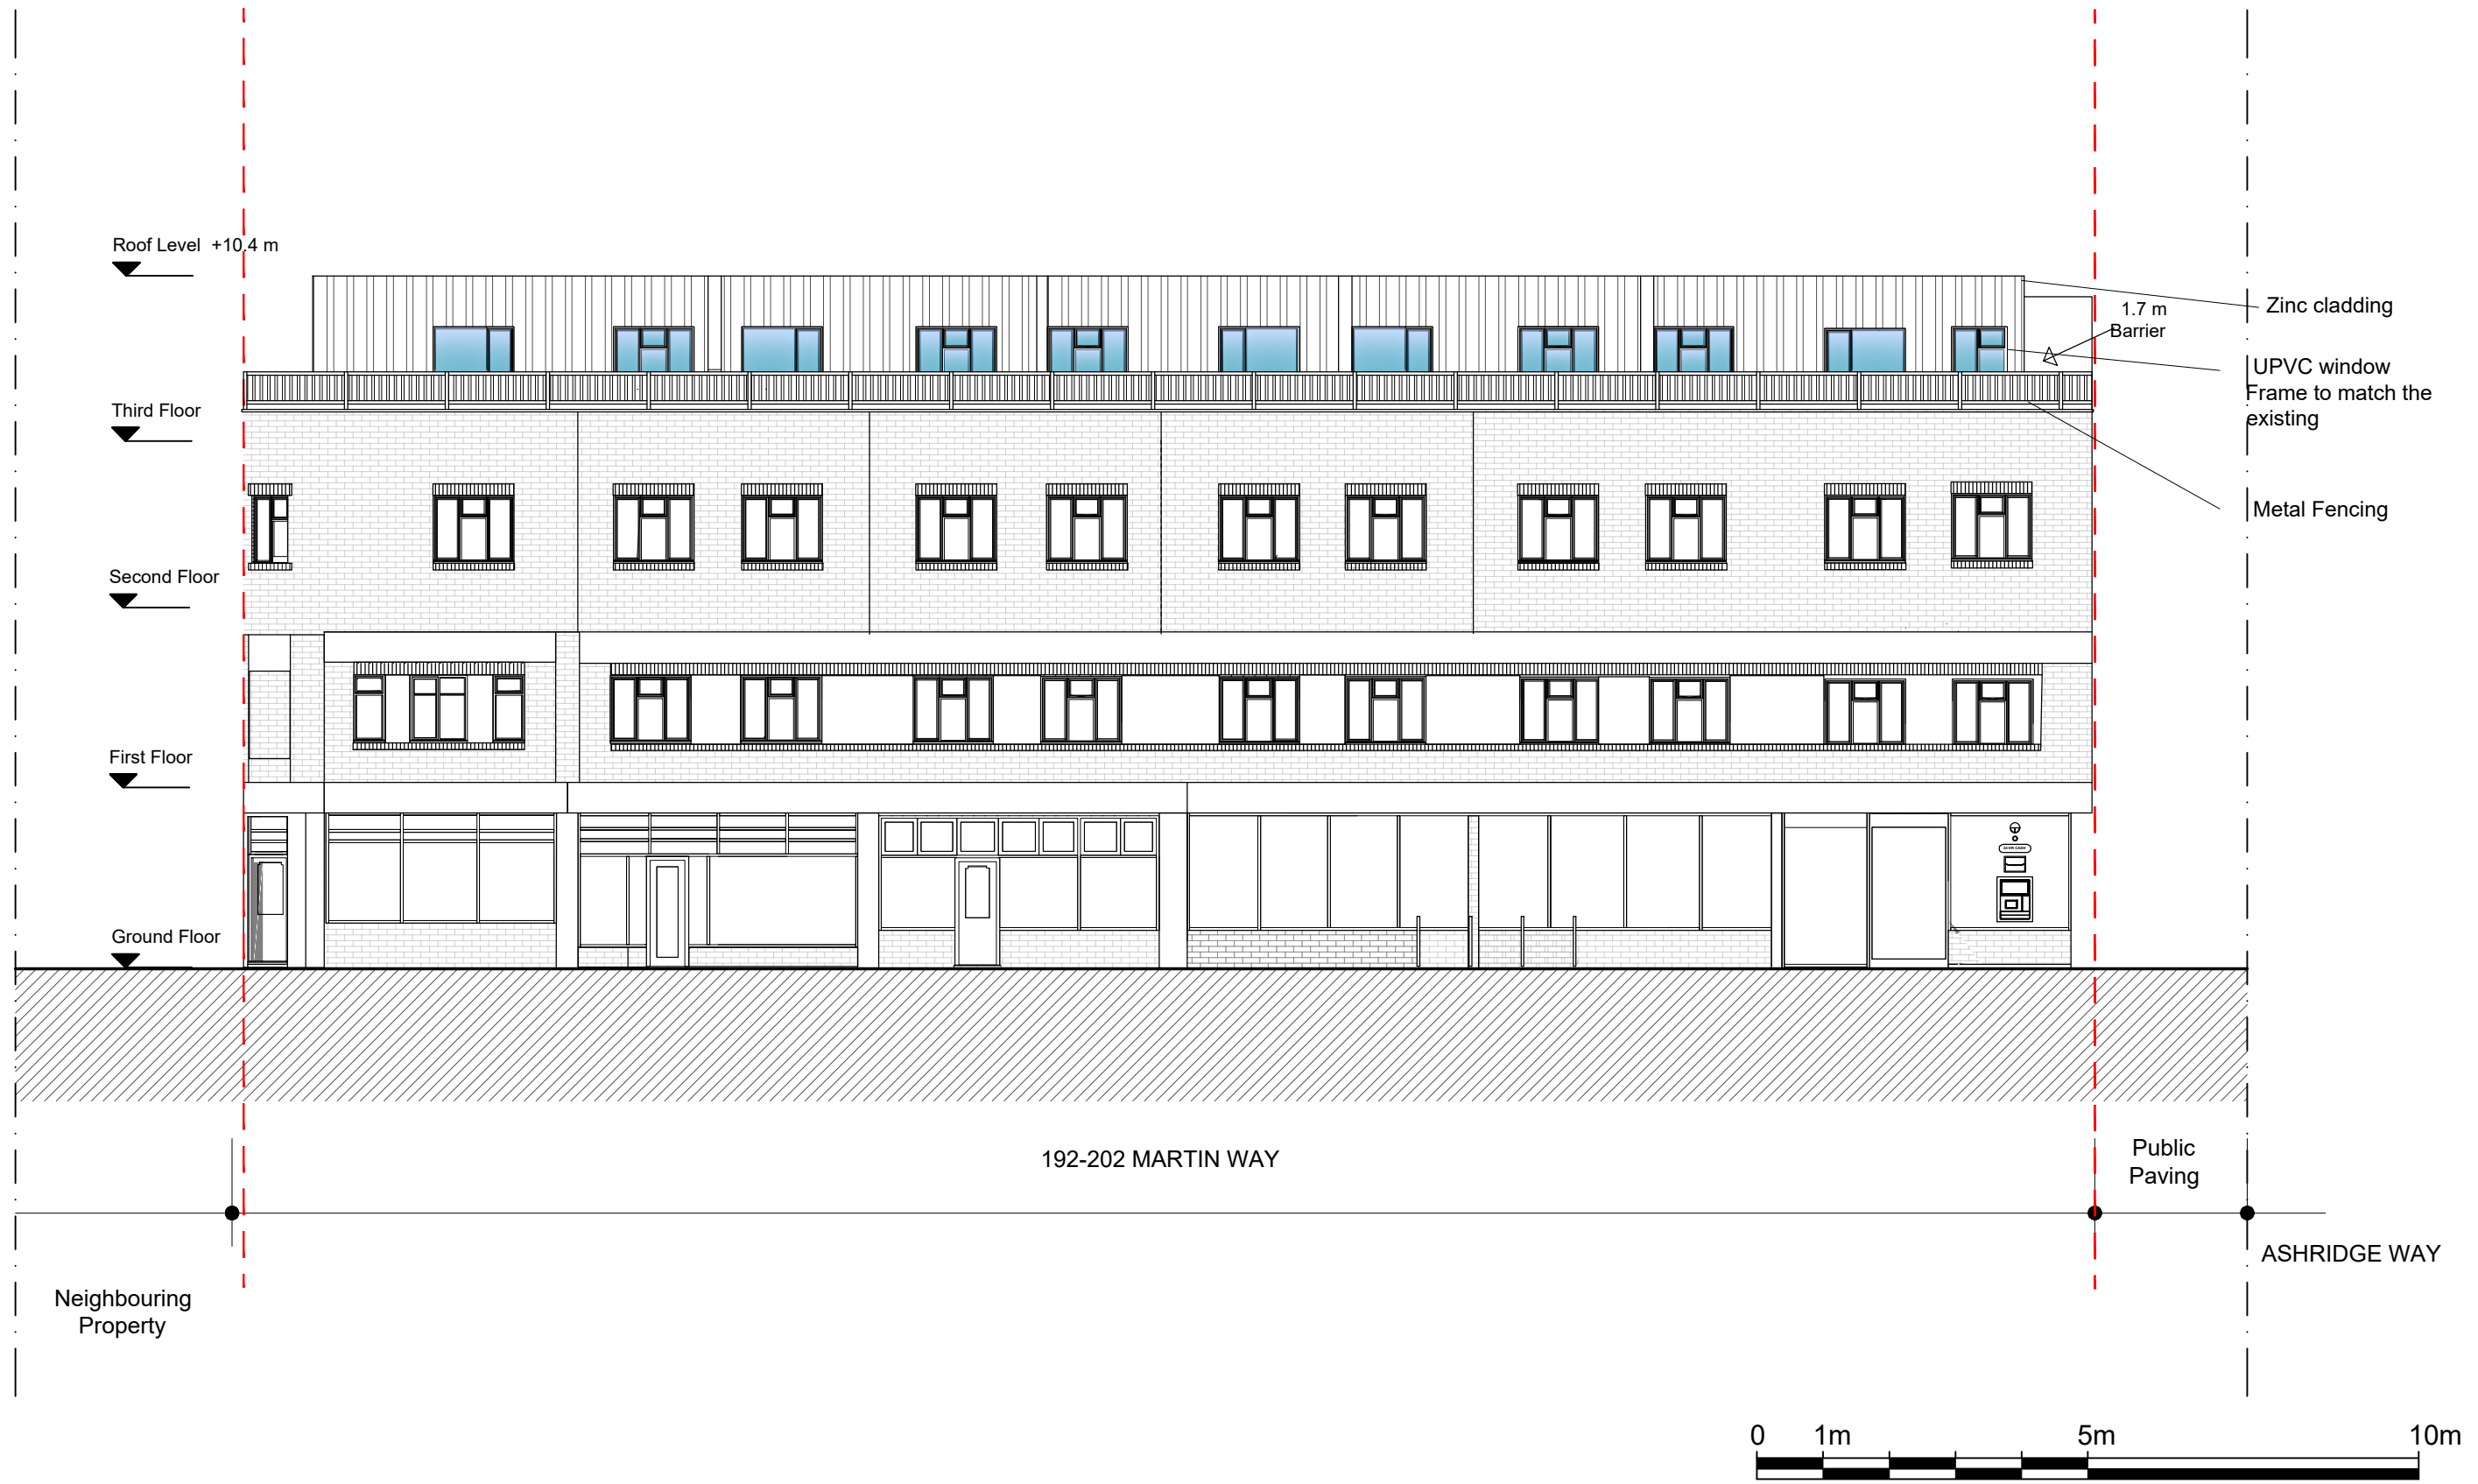 Roof Level +10.4 m
Zinc cladding
1.7 m
Barrier
UPVC window
Frame to match the
existing
Third Floor
Metal Fencing
Second Floor
First Floor
Ground Floor
192-202 MARTIN WAY
Public
Paving
ASHRIDGE WAY
Neighbouring
Property
0 1m 5m 10m